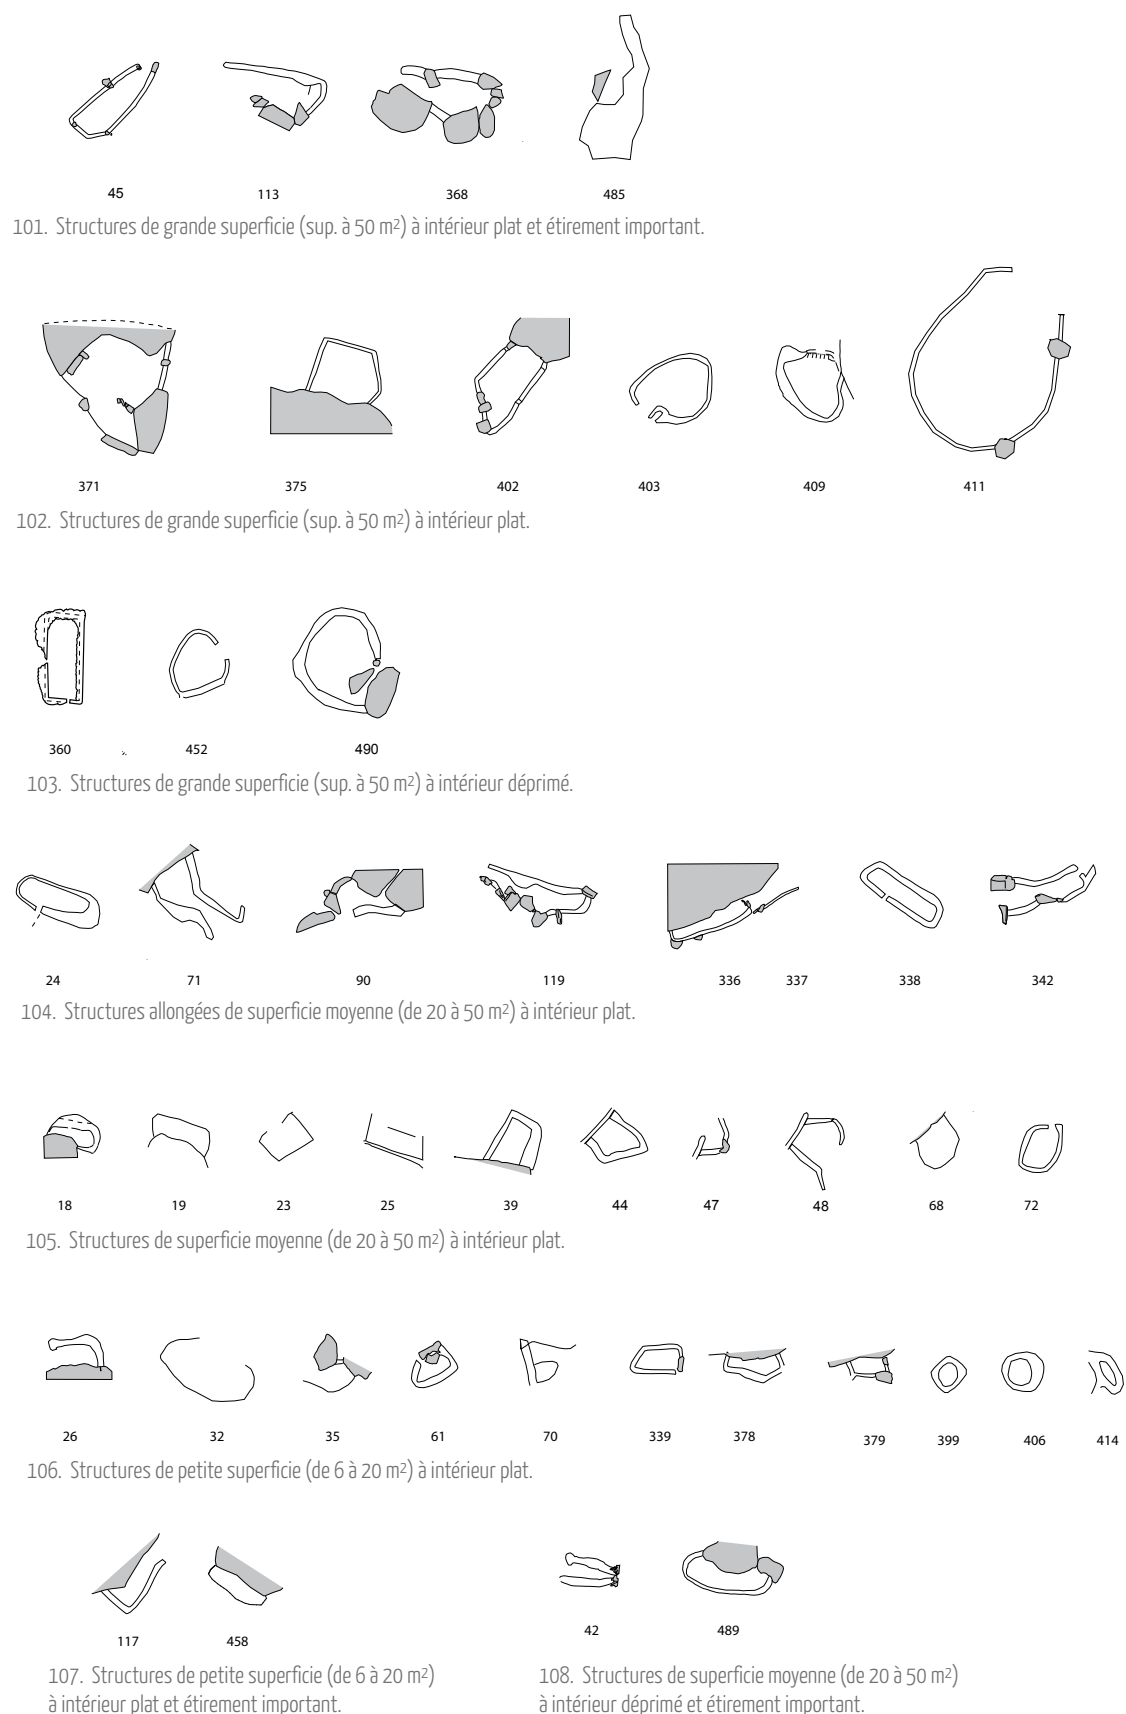 45 113 368 485
101. Structures de grande superficie (sup. à 50 m²) à intérieur plat et étirement important.
371 375 402 403 409 411
102. Structures de grande superficie (sup. à 50 m²) à intérieur plat.
360 452 490
103. Structures de grande superficie (sup. à 50 m²) à intérieur déprimé.
24 71 90 119 336 337 338 342
104. Structures allongées de superficie moyenne (de 20 à 50 m²) à intérieur plat.
18 19 23 25 39 44 47 48 68 72
105. Structures de superficie moyenne (de 20 à 50 m²) à intérieur plat.
26 32 35 61 70 339 378 379 399 406 414
106. Structures de petite superficie (de 6 à 20 m²) à intérieur plat.
117 458
107. Structures de petite superficie (de 6 à 20 m²)
à intérieur plat et étirement important.
42 489
108. Structures de superficie moyenne (de 20 à 50 m²)
à intérieur déprimé et étirement important.